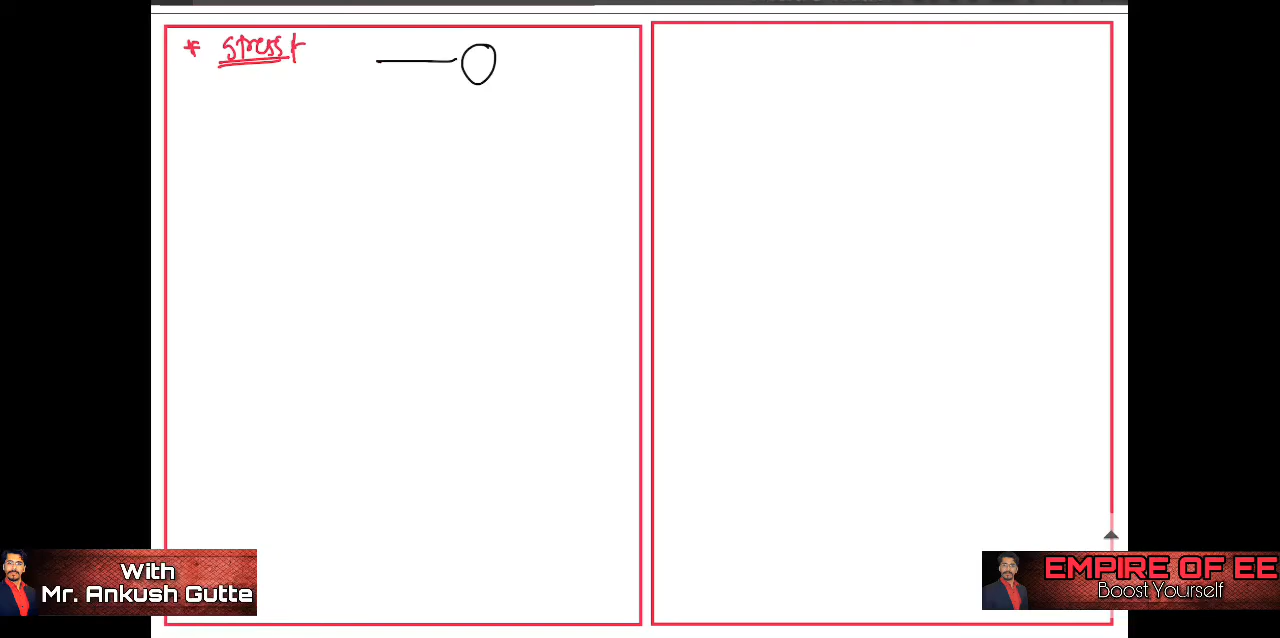 * Stress
With
Mr. Ankush Gutte
EMPIRE OF EE
Boost Yourself